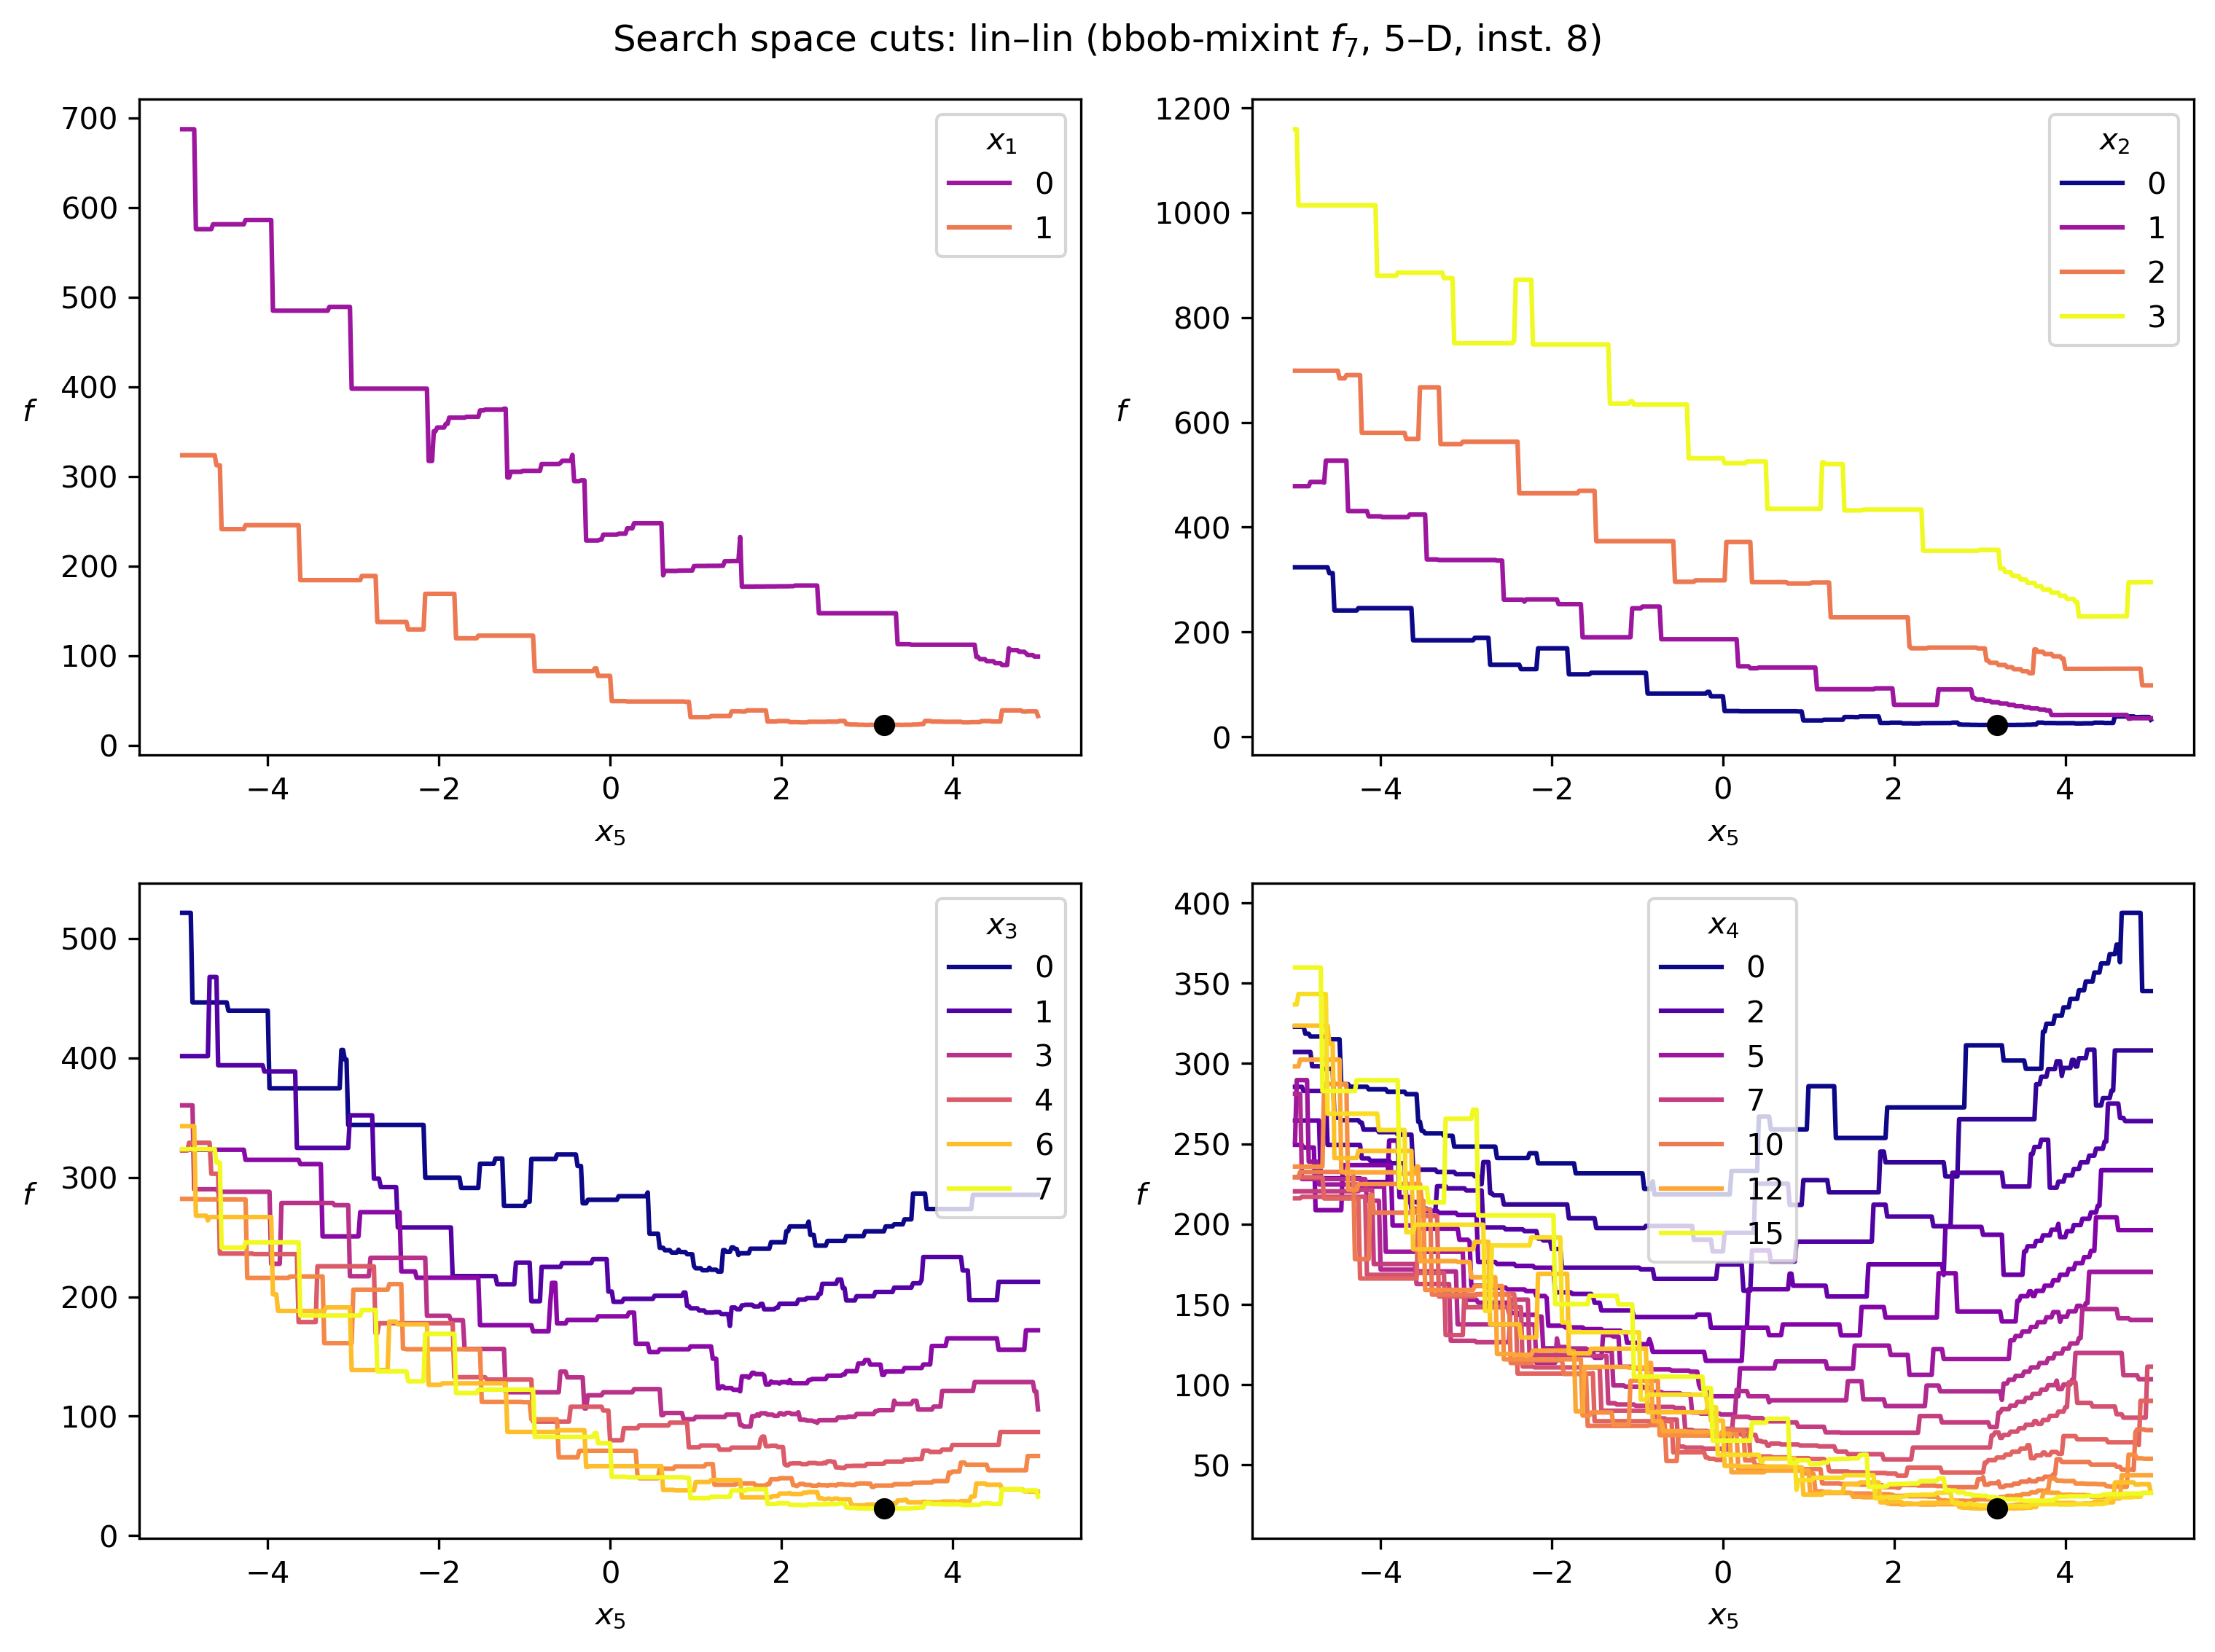 Search space cuts: lin–lin (bbob-mixint f₇, 5–D, inst. 8)
700
600
500
400
300
200
100
0
f
−4 −2 0 2 4
x₅
x₁
0
1
1200
1000
800
600
400
200
0
f
−4 −2 0 2 4
x₅
x₂
0
1
2
3
500
400
300
200
100
0
f
−4 −2 0 2 4
x₅
x₃
0
1
3
4
6
7
400
350
300
250
200
150
100
50
f
−4 −2 0 2 4
x₅
x₄
0
2
5
7
10
12
15